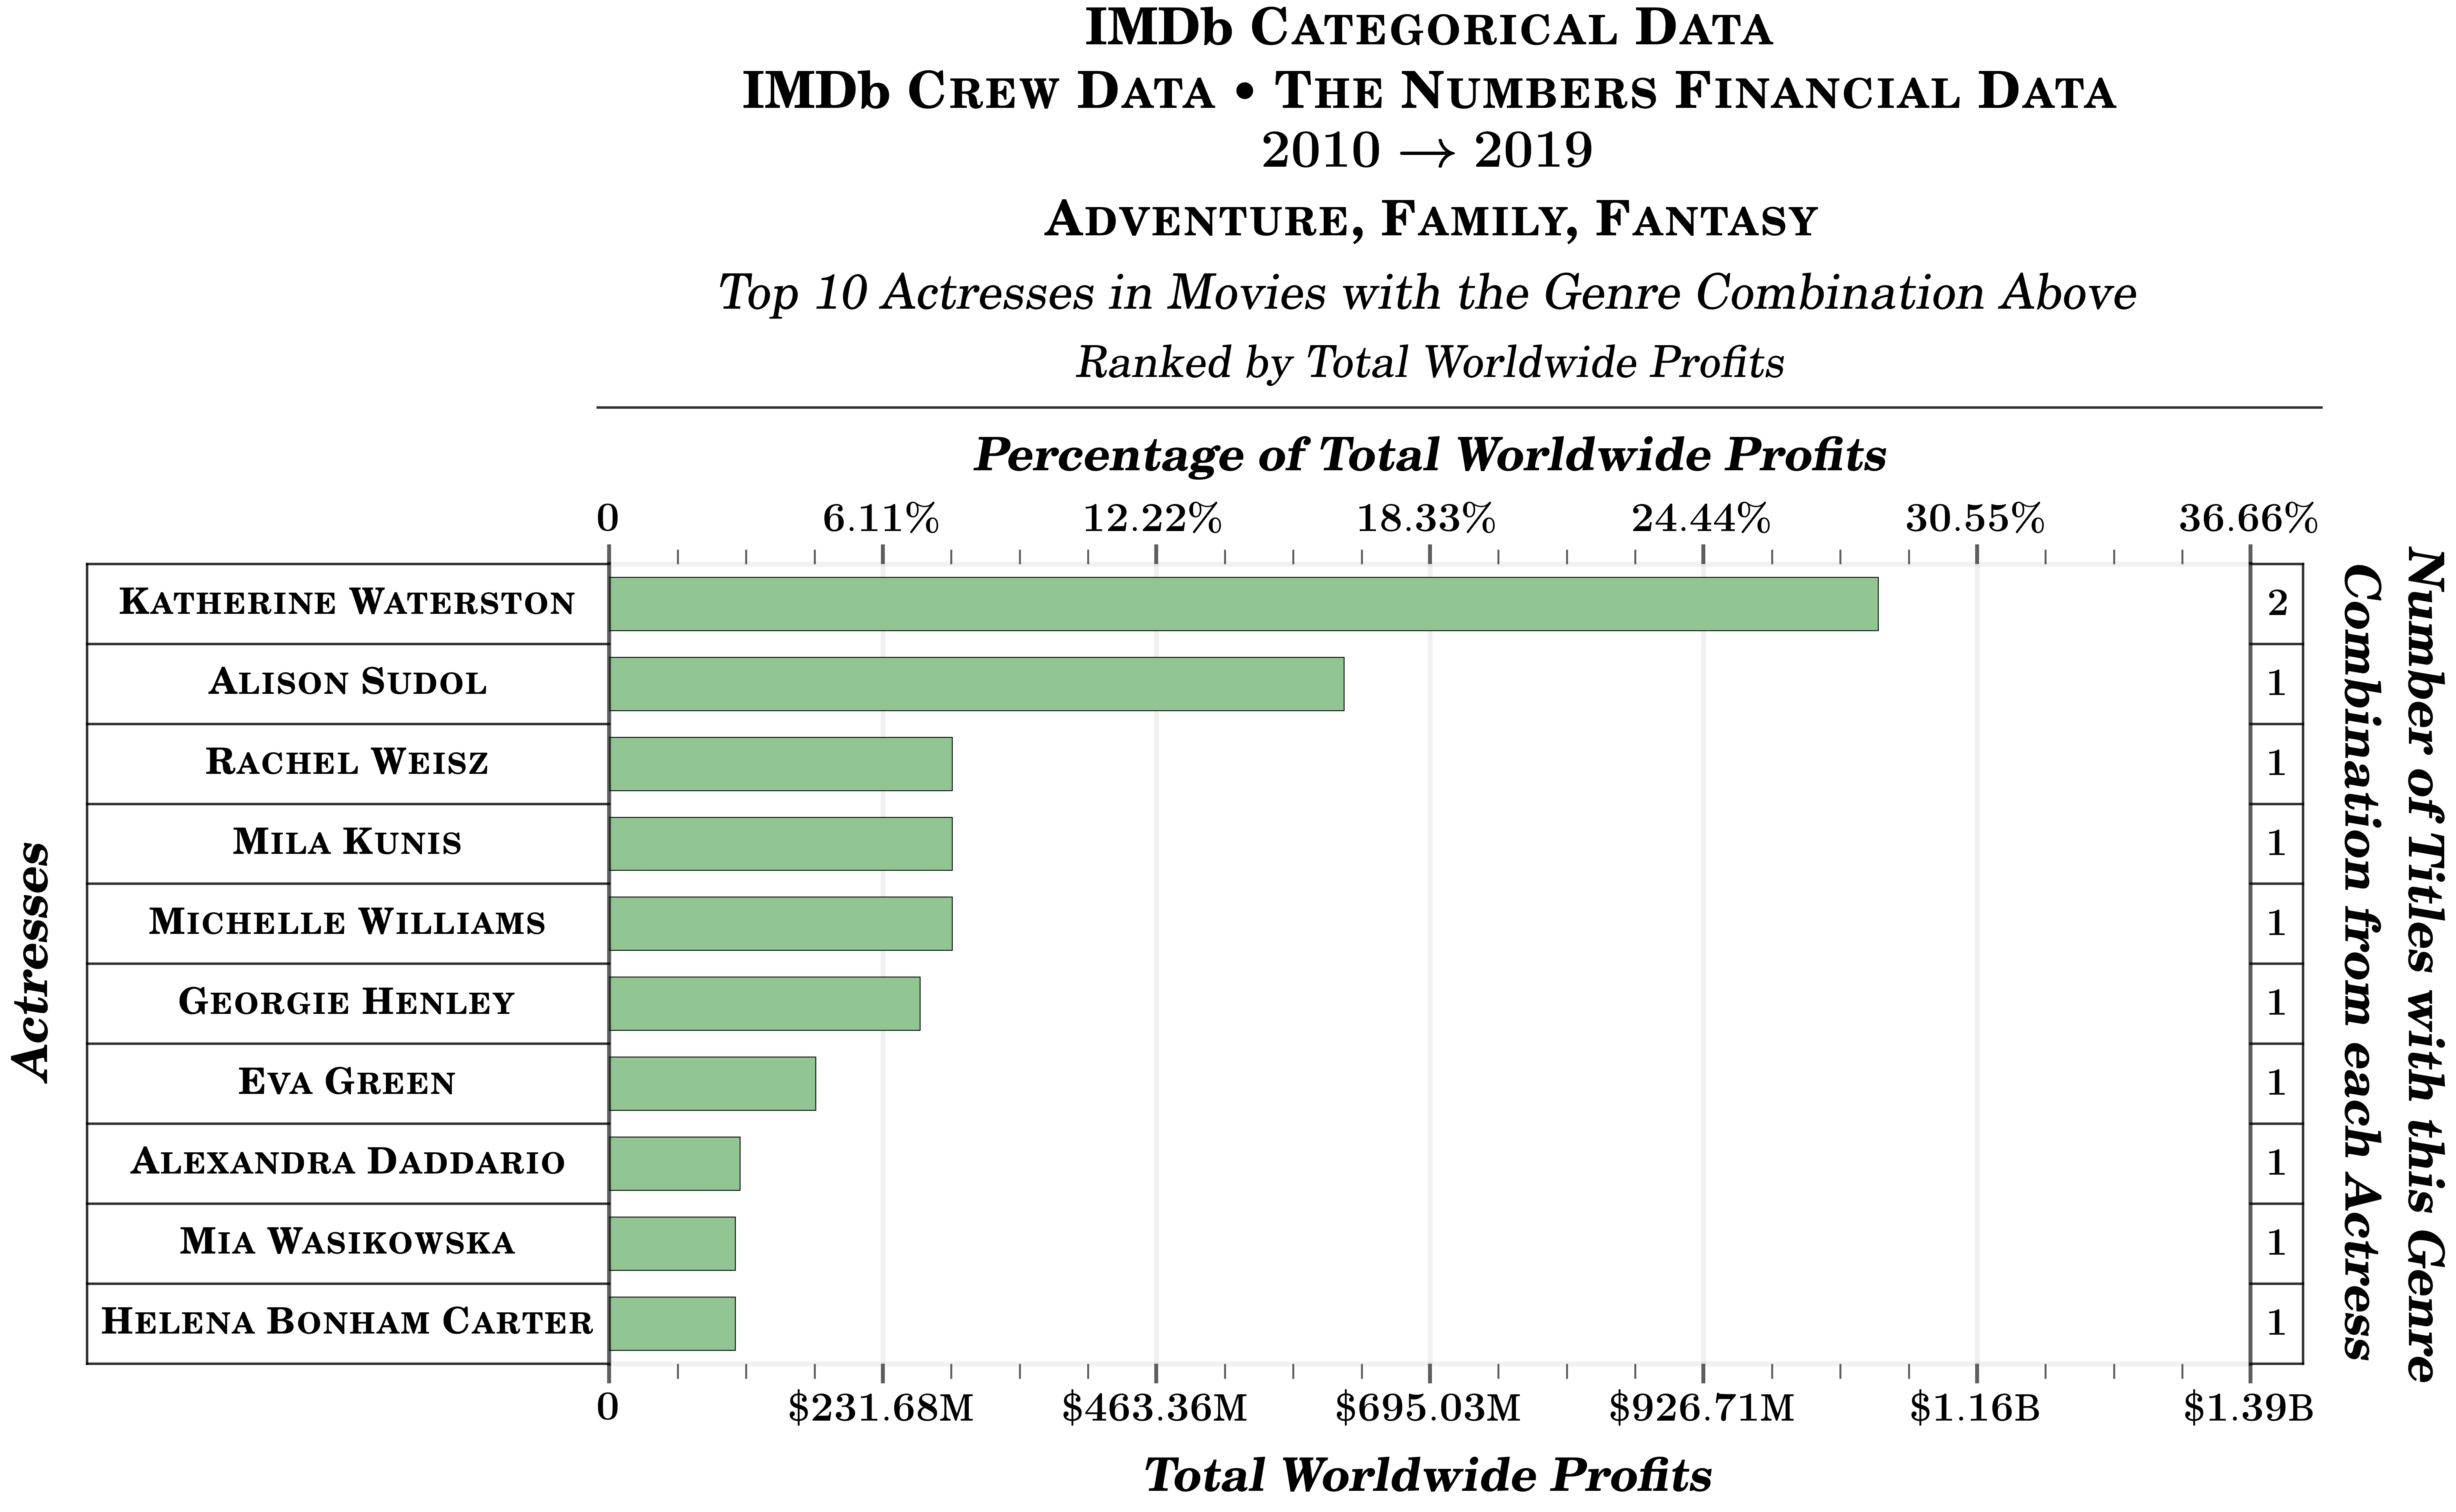 IMDb Categorical Data
IMDb Crew Data • The Numbers Financial Data
2010 → 2019
Adventure, Family, Fantasy
Top 10 Actresses in Movies with the Genre Combination Above
Ranked by Total Worldwide Profits
Percentage of Total Worldwide Profits
0 6.11% 12.22% 18.33% 24.44% 30.55% 36.66%
Actresses
Katherine Waterston 2
Alison Sudol 1
Rachel Weisz 1
Mila Kunis 1
Michelle Williams 1
Georgie Henley 1
Eva Green 1
Alexandra Daddario 1
Mia Wasikowska 1
Helena Bonham Carter 1
Number of Titles with this Genre
Combination from each Actress
0 $231.68M $463.36M $695.03M $926.71M $1.16B $1.39B
Total Worldwide Profits